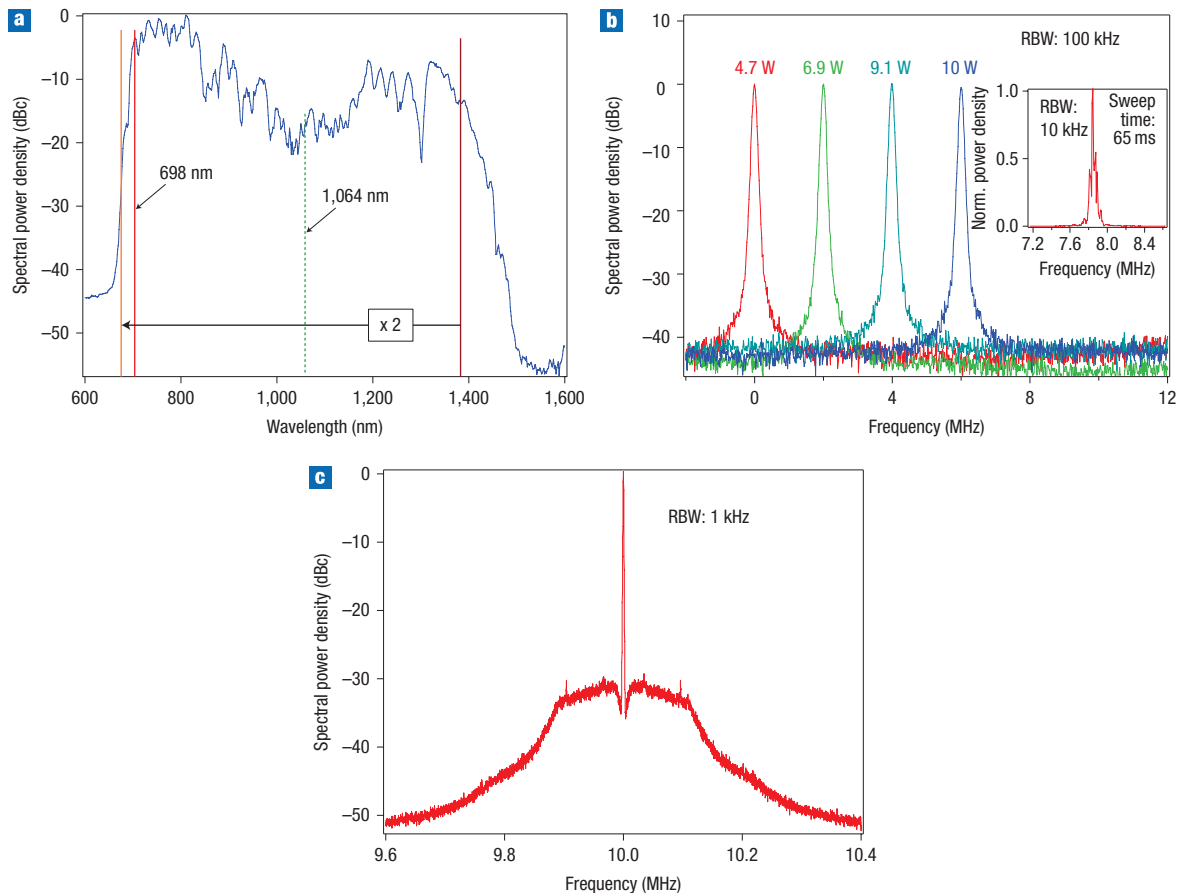 a
Spectral power density (dBc)
0
–10
–20
–30
–40
–50
698 nm
1,064 nm
x 2
600
800
1,000
1,200
1,400
1,600
Wavelength (nm)
b
Spectral power density (dBc)
10
0
–10
–20
–30
–40
RBW: 100 kHz
4.7 W
6.9 W
9.1 W
10 W
Norm. power density
1.0
0.5
0.0
RBW:
10 kHz
Sweep
time:
65 ms
7.2
7.6
8.0
8.4
Frequency (MHz)
0
4
8
12
Frequency (MHz)
c
Spectral power density (dBc)
0
–10
–20
–30
–40
–50
RBW: 1 kHz
9.6
9.8
10.0
10.2
10.4
Frequency (MHz)